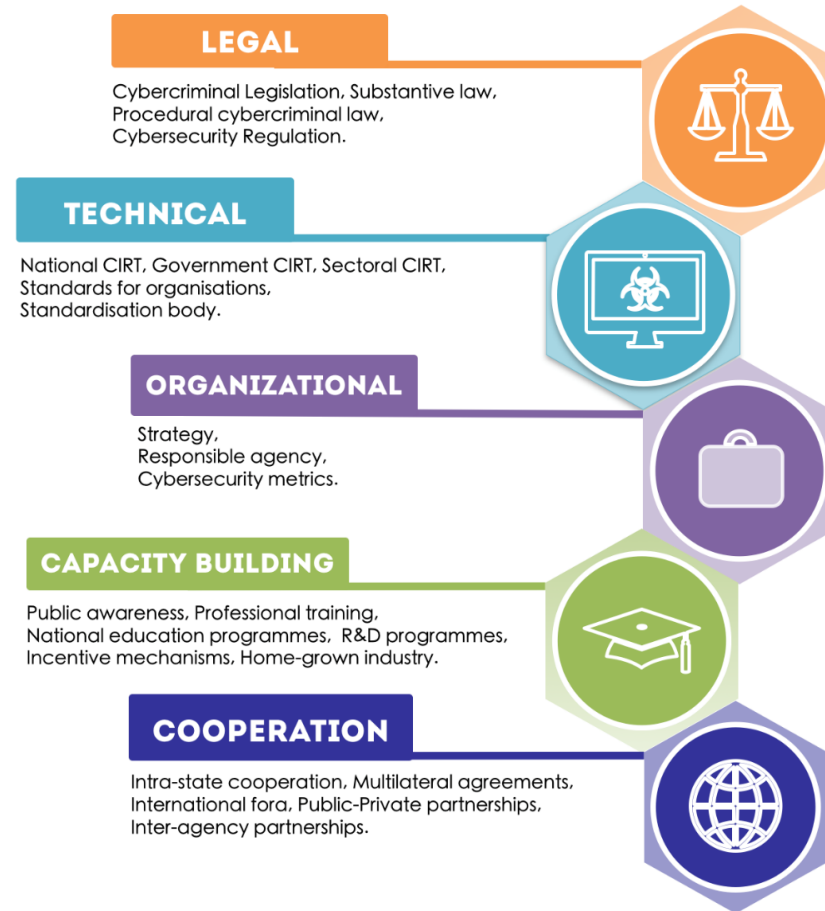 LEGAL
Cybercriminal Legislation, Substantive law,
Procedural cybercriminal law,
Cybersecurity Regulation.
TECHNICAL
National CIRT, Government CIRT, Sectoral CIRT,
Standards for organisations,
Standardisation body.
ORGANIZATIONAL
Strategy,
Responsible agency,
Cybersecurity metrics.
CAPACITY BUILDING
Public awareness, Professional training,
National education programmes, R&D programmes,
Incentive mechanisms, Home-grown industry.
COOPERATION
Intra-state cooperation, Multilateral agreements,
International fora, Public-Private partnerships,
Inter-agency partnerships.